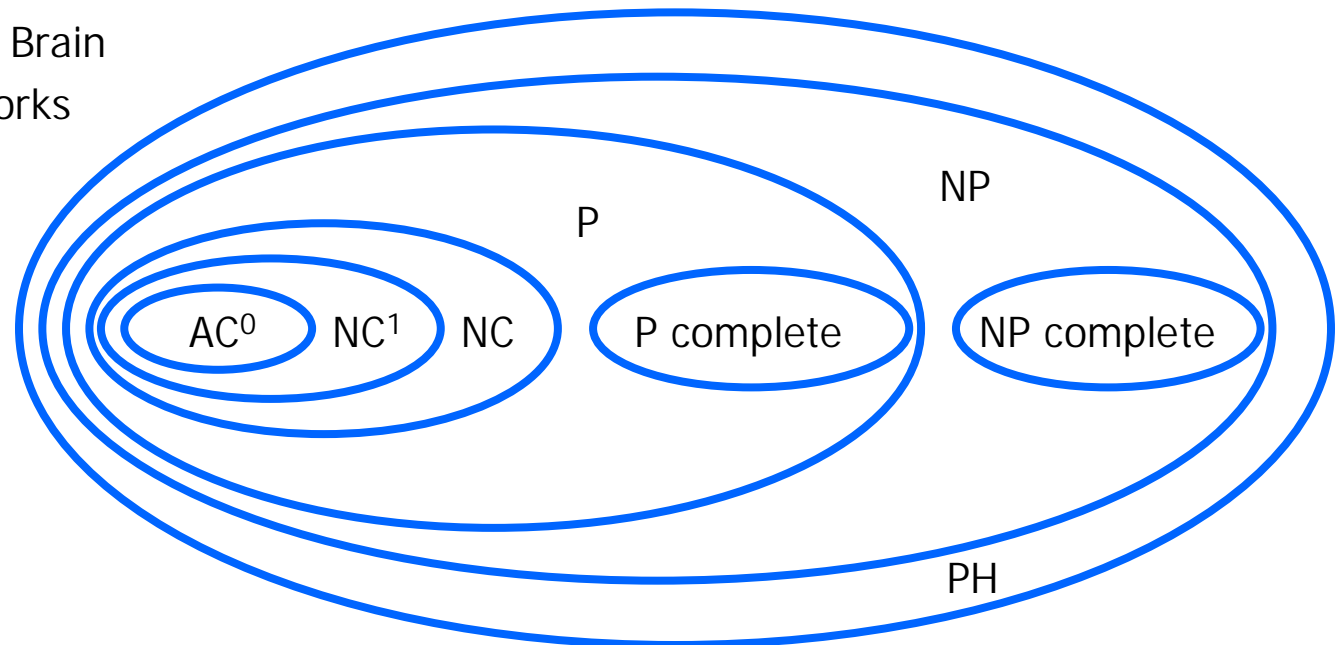 Brain
orks
NP
P
AC⁰ NC¹ NC P complete NP complete
PH